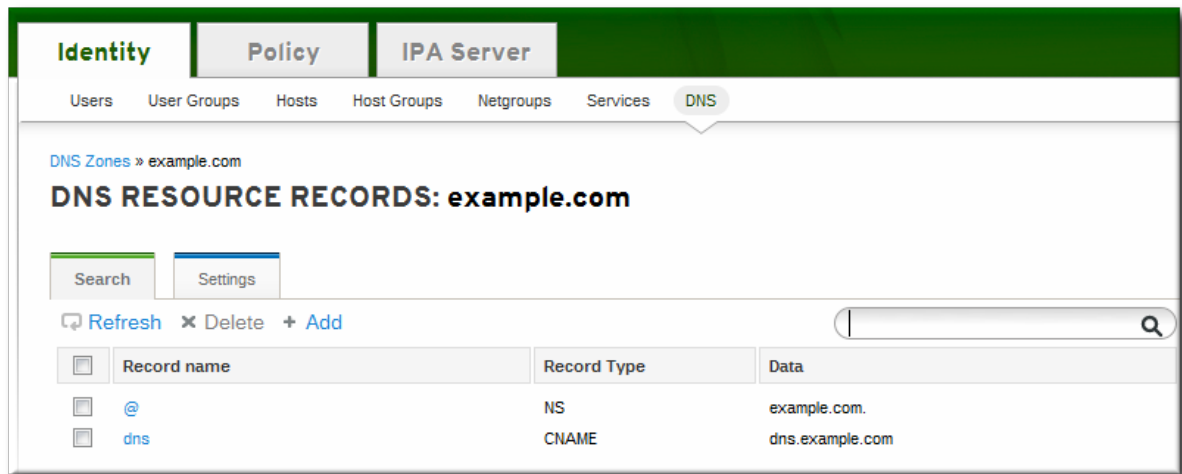 Identity Policy IPA Server
Users User Groups Hosts Host Groups Netgroups Services DNS
DNS Zones » example.com
DNS RESOURCE RECORDS: example.com
Search Settings
Refresh Delete + Add
Record name Record Type Data
@ NS example.com.
dns CNAME dns.example.com